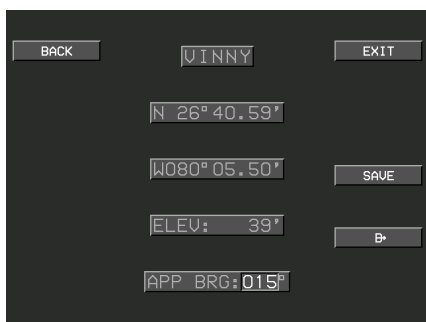 BACK VINNY EXIT
N 26°40.59'
W080°05.50'
SAVE
ELEV: 39'
APP BRG:015°